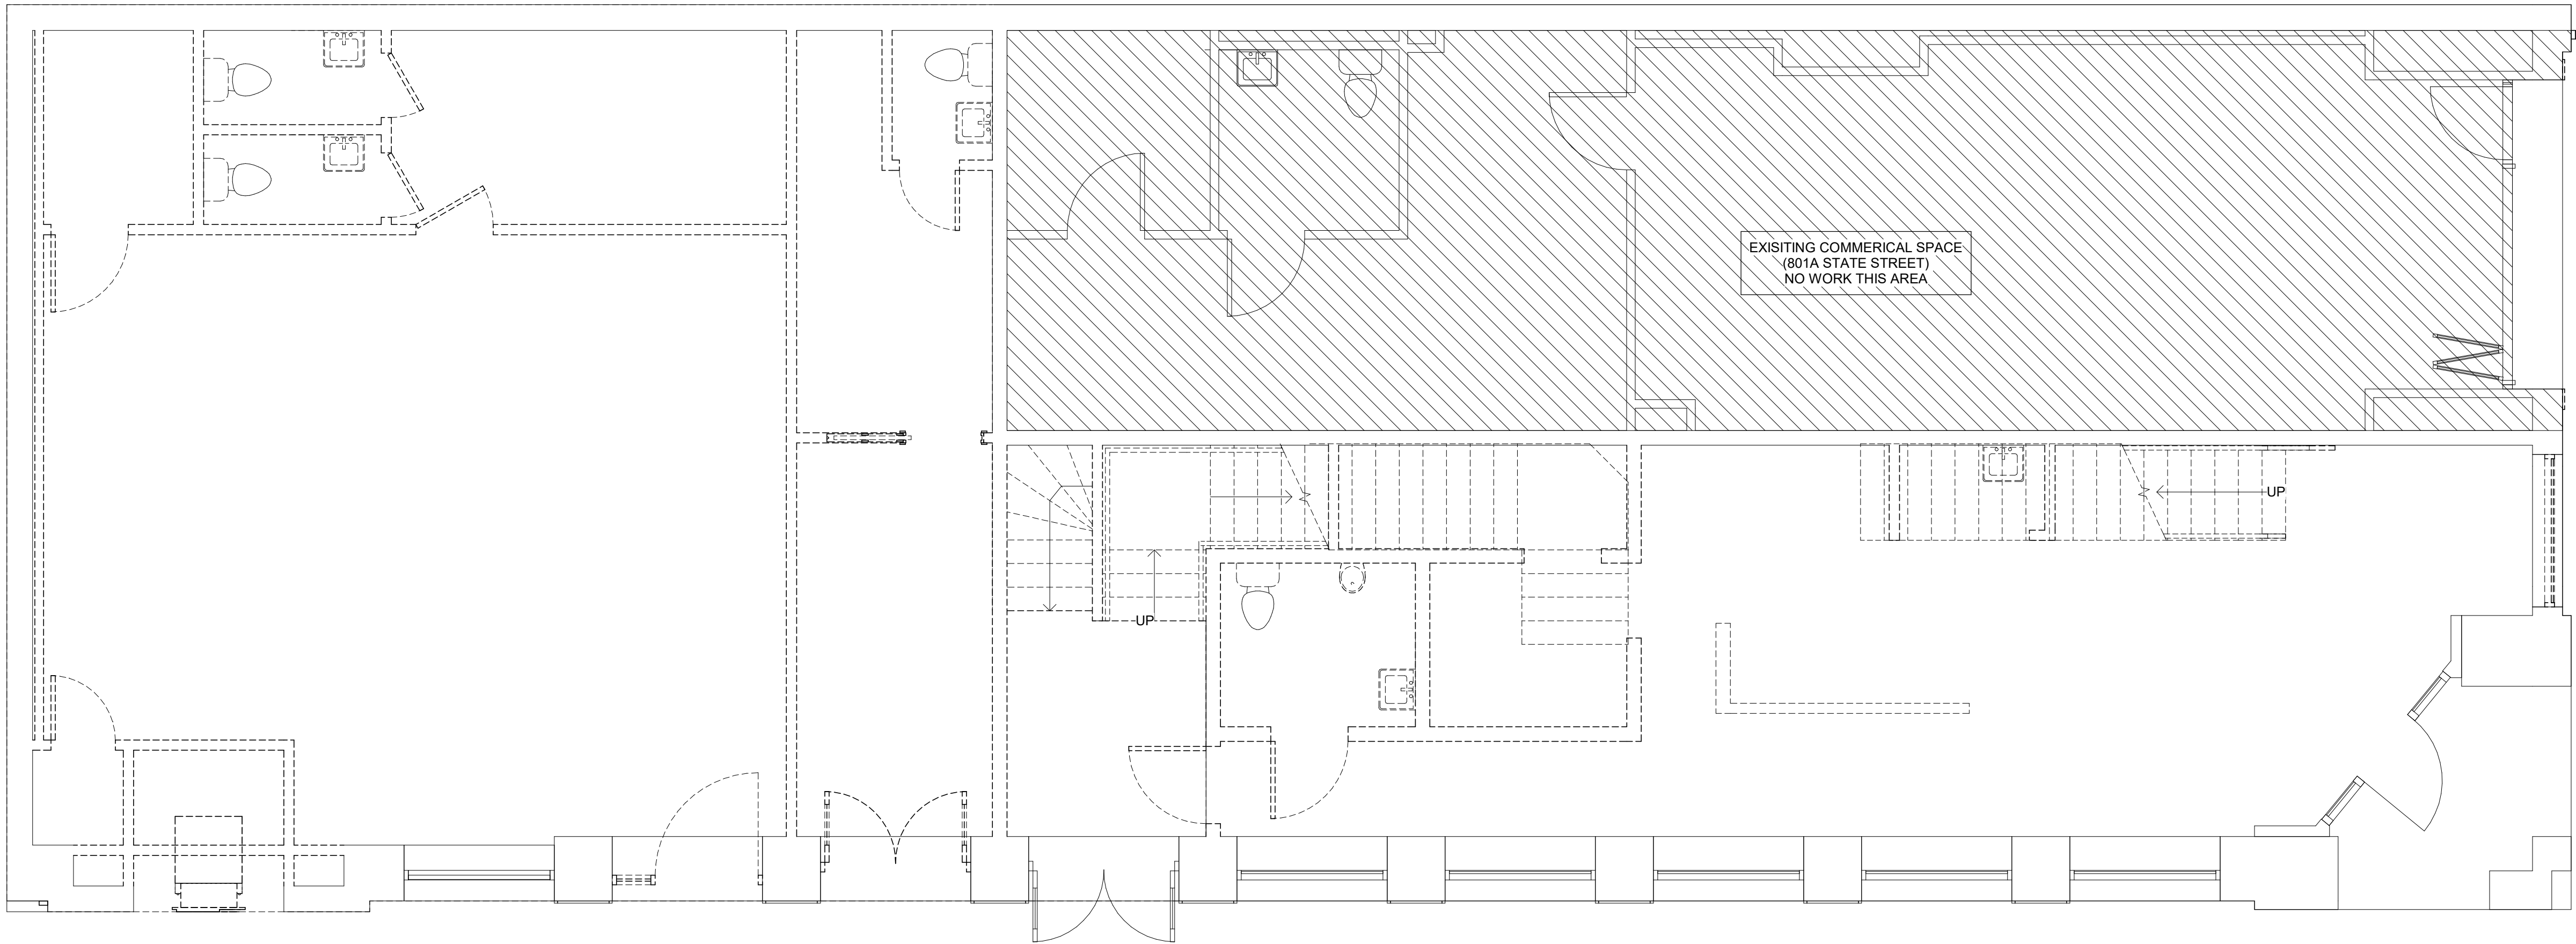 EXISITING COMMERICAL SPACE
(801A STATE STREET)
NO WORK THIS AREA
UP
UP